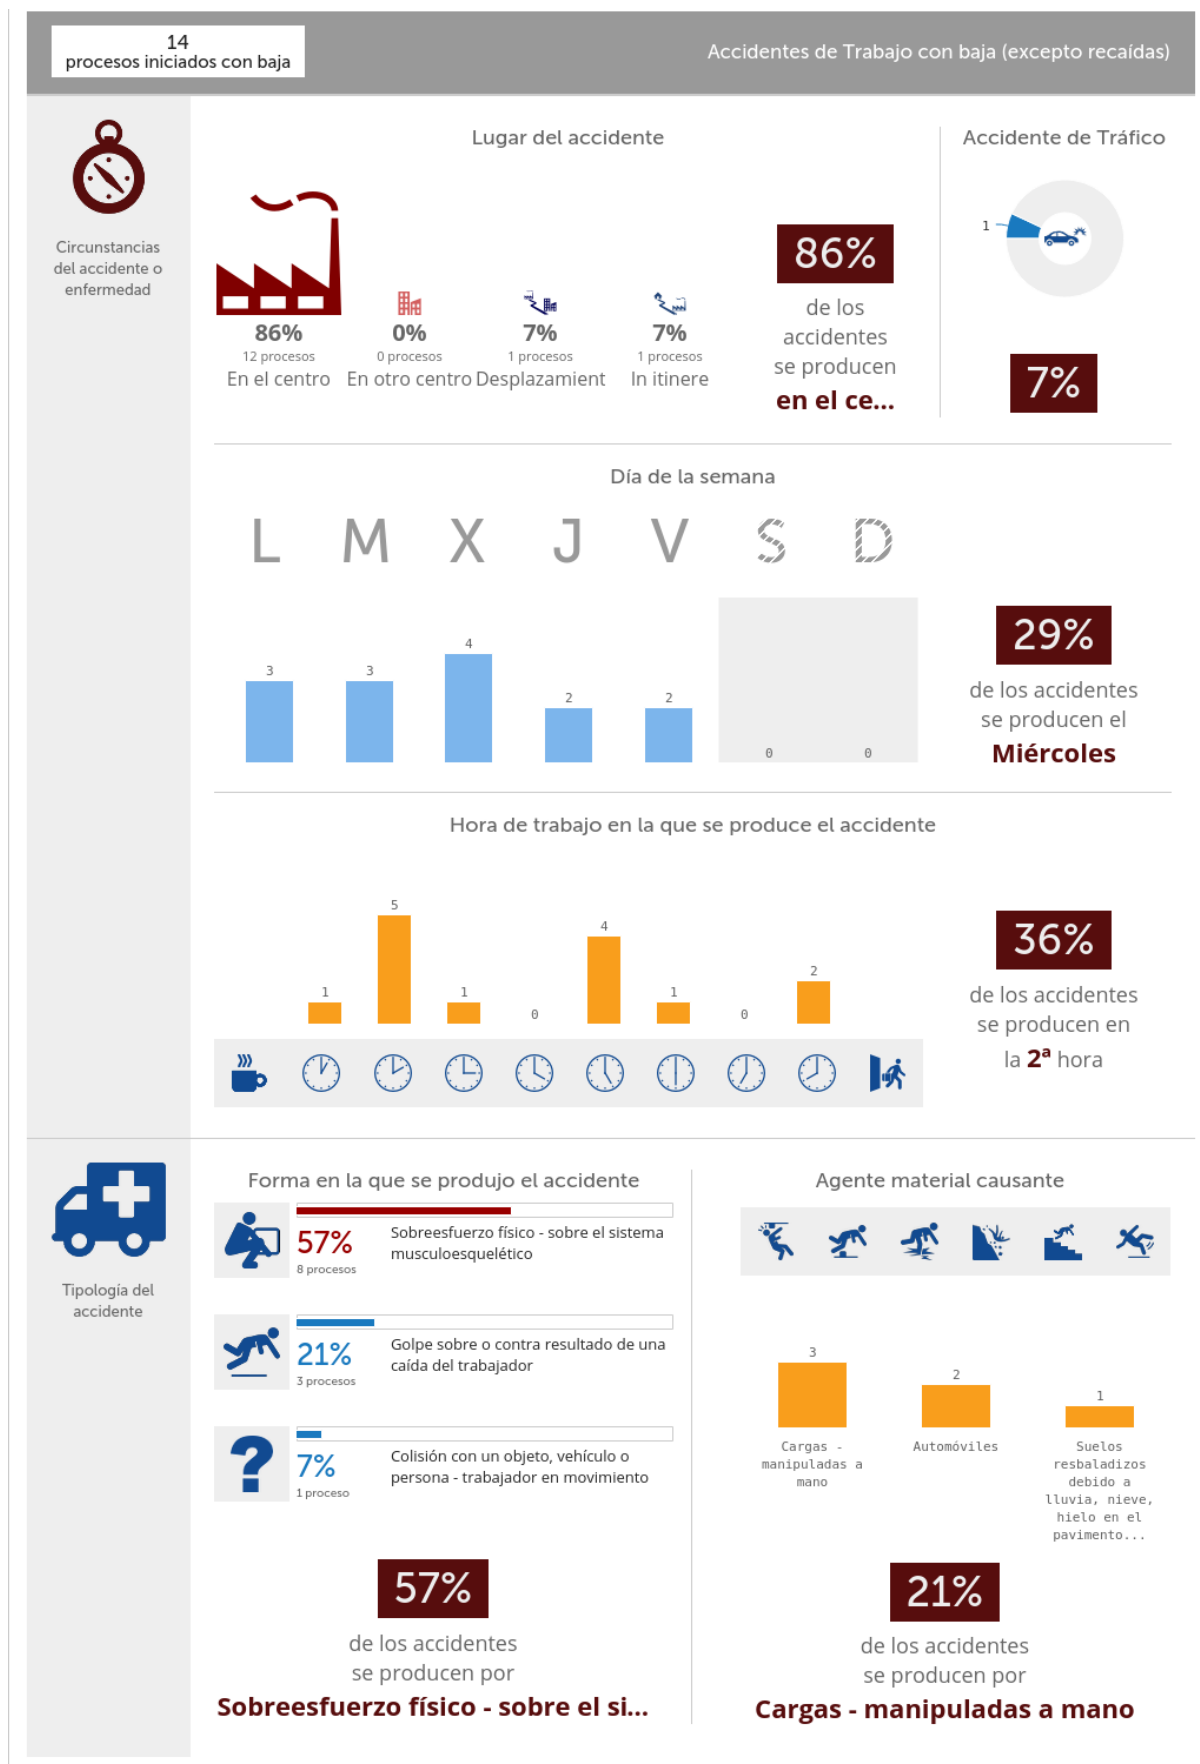 14
procesos iniciados con baja
Accidentes de Trabajo con baja (excepto recaídas)
Circunstancias
del accidente o
enfermedad
Lugar del accidente
86%
12 procesos
En el centro
0%
0 procesos
En otro centro
7%
1 procesos
Desplazamient
7%
1 procesos
In itinere
86%
de los
accidentes
se producen
en el ce...
Accidente de Tráfico
1
7%
Día de la semana
L M X J V S D
3 3 4 2 2 0 0
29%
de los accidentes
se producen el
Miércoles
Hora de trabajo en la que se produce el accidente
1 5 1 0 4 1 0 2
36%
de los accidentes
se producen en
la 2ª hora
Tipología del
accidente
Forma en la que se produjo el accidente
57%
8 procesos
Sobreesfuerzo físico - sobre el sistema
musculoesquelético
21%
3 procesos
Golpe sobre o contra resultado de una
caída del trabajador
?
7%
1 proceso
Colisión con un objeto, vehículo o
persona - trabajador en movimiento
57%
de los accidentes
se producen por
Sobreesfuerzo físico - sobre el si...
Agente material causante
3
Cargas -
manipuladas a
mano
2
Automóviles
1
Suelos
resbaladizos
debido a
lluvia, nieve,
hielo en el
pavimento...
21%
de los accidentes
se producen por
Cargas - manipuladas a mano